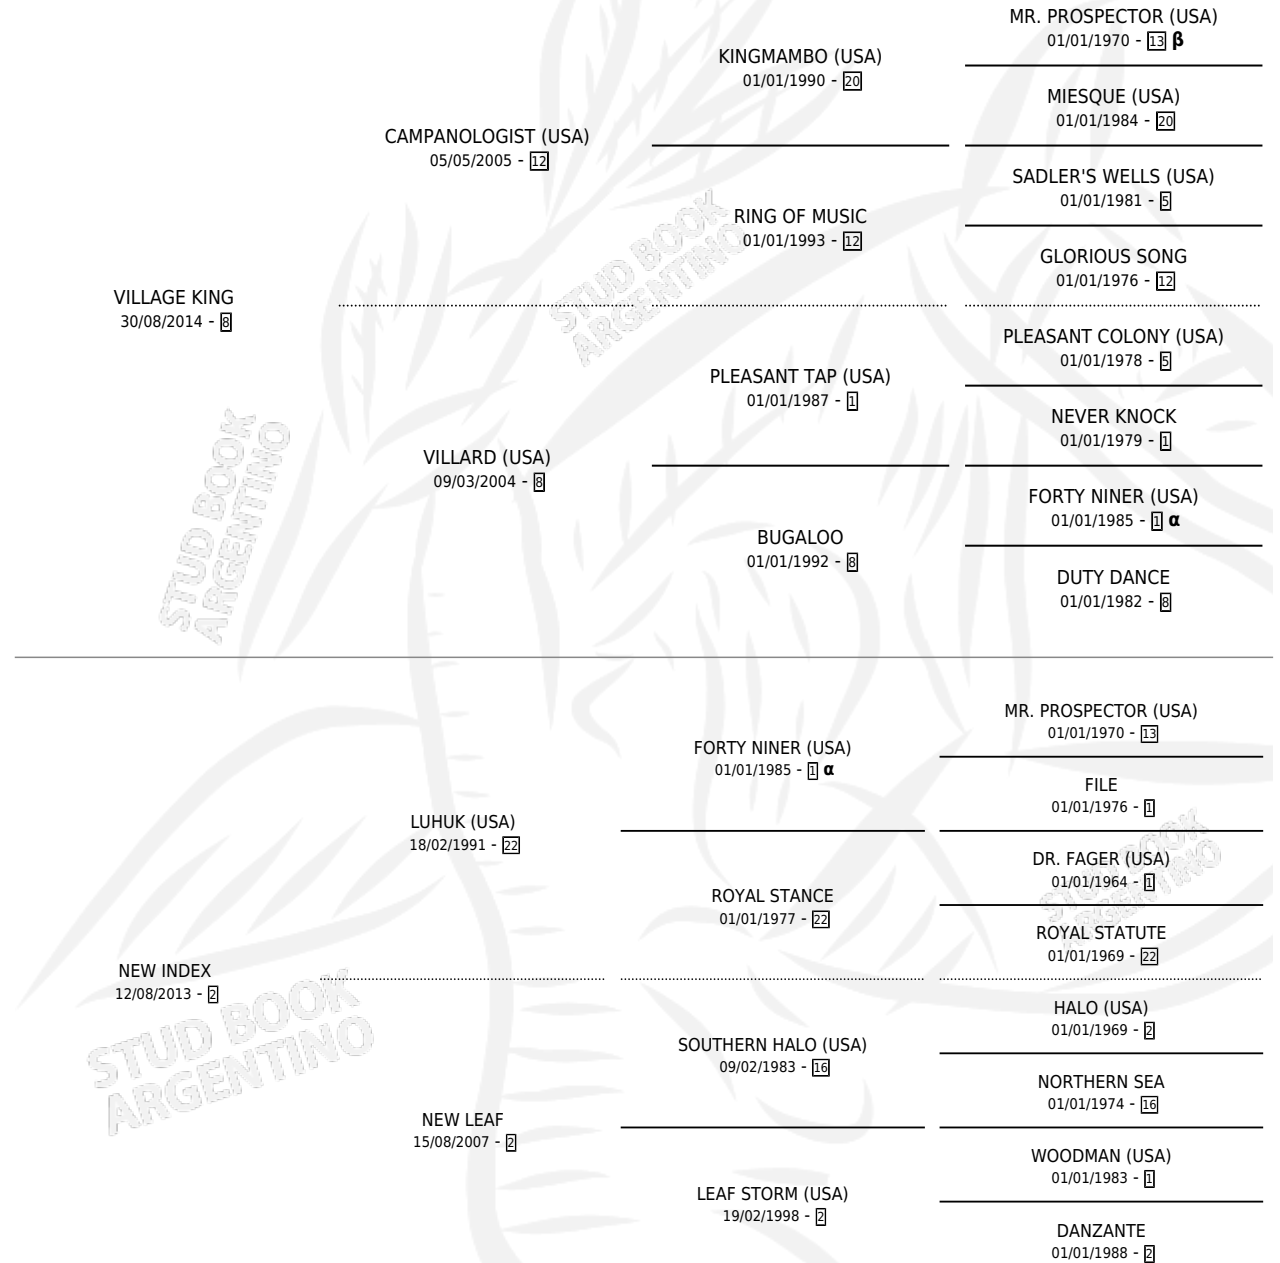 MR. PROSPECTOR (USA)
01/01/1970 - 13 β
KINGMAMBO (USA)
01/01/1990 - 20
MIESQUE (USA)
01/01/1984 - 20
CAMPANOLOGIST (USA)
05/05/2005 - 12
SADLER'S WELLS (USA)
01/01/1981 - 5
RING OF MUSIC
01/01/1993 - 12
GLORIOUS SONG
01/01/1976 - 12
STUD BOOK
ARGENTINO
VILLAGE KING
30/08/2014 - 8
PLEASANT COLONY (USA)
01/01/1978 - 5
PLEASANT TAP (USA)
01/01/1987 - 1
NEVER KNOCK
01/01/1979 - 1
VILLARD (USA)
09/03/2004 - 8
FORTY NINER (USA)
01/01/1985 - 1 α
BUGALOO
01/01/1992 - 8
DUTY DANCE
01/01/1982 - 8
STUD BOOK
ARGENTINO
MR. PROSPECTOR (USA)
01/01/1970 - 13
FORTY NINER (USA)
01/01/1985 - 1 α
FILE
01/01/1976 - 1
LUHUK (USA)
18/02/1991 - 22
DR. FAGER (USA)
01/01/1964 - 1
ROYAL STANCE
01/01/1977 - 22
ROYAL STATUTE
01/01/1969 - 22
STUD BOOK
ARGENTINO
NEW INDEX
12/08/2013 - 2
HALO (USA)
01/01/1969 - 2
SOUTHERN HALO (USA)
09/02/1983 - 16
NORTHERN SEA
01/01/1974 - 16
STUD BOOK
ARGENTINO
NEW LEAF
15/08/2007 - 2
WOODMAN (USA)
01/01/1983 - 1
LEAF STORM (USA)
19/02/1998 - 2
DANZANTE
01/01/1988 - 2